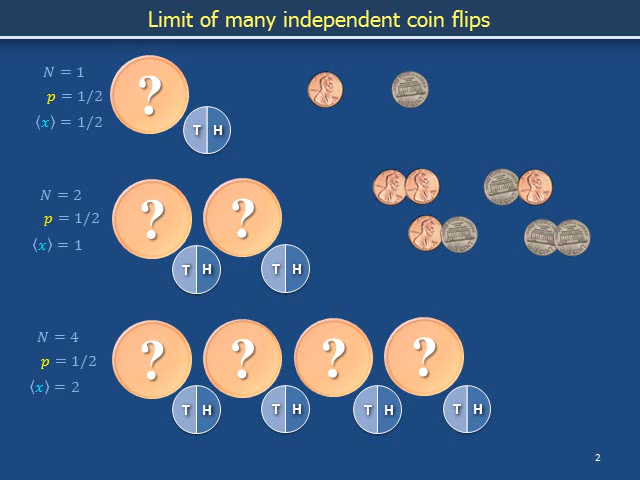 Limit of many independent coin flips
N = 1
p = 1/2
⟨x⟩ = 1/2
?
T H
N = 2
p = 1/2
⟨x⟩ = 1
? ?
T H T H
N = 4
p = 1/2
⟨x⟩ = 2
? ? ? ?
T H T H T H T H
2